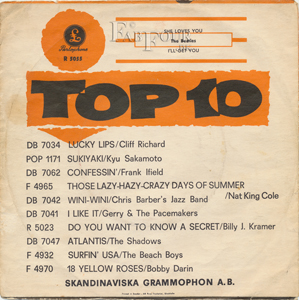 SHE LOVES YOU
The Beatles
I'LL GET YOU
Parlophone
R 5055
TOP 10
DB 7034 LUCKY LIPS/Cliff Richard
POP 1171 SUKIYAKI/Kyu Sakamoto
DB 7062 CONFESSIN'/Frank Ifield
F 4965 THOSE LAZY-HAZY-CRAZY DAYS OF SUMMER
/Nat King Cole
DB 7042 WINI-WINI/Chris Barber's Jazz Band
DB 7041 I LIKE IT/Gerry & The Pacemakers
R 5023 DO YOU WANT TO KNOW A SECRET/Billy J. Kramer
DB 7047 ATLANTIS/The Shadows
F 4932 SURFIN' USA/The Beach Boys
F 4970 18 YELLOW ROSES/Bobby Darin
SKANDINAVISKA GRAMMOPHON A.B.